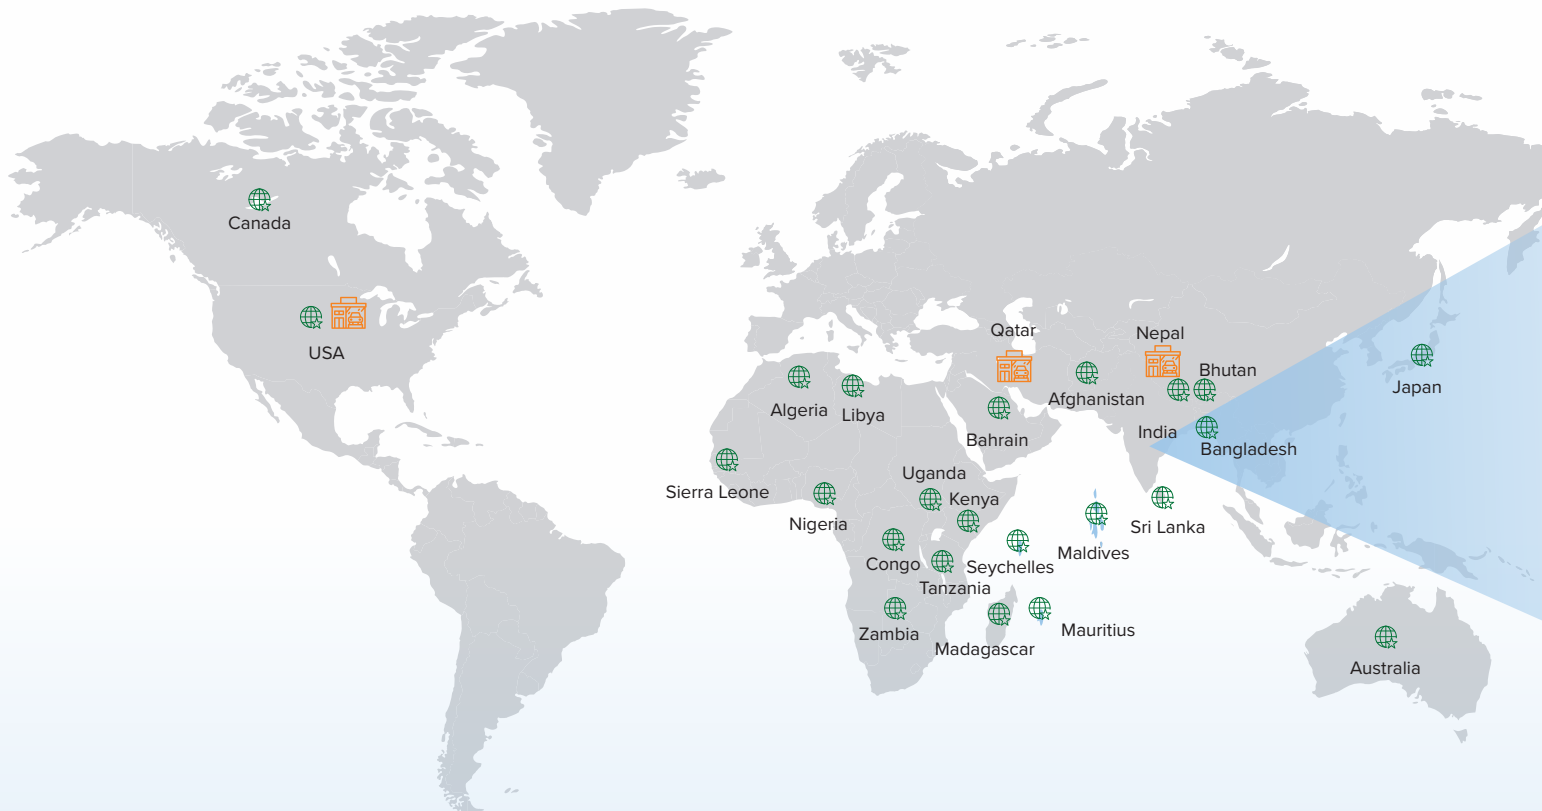 Canada
USA
Qatar
Nepal
Bhutan
Afghanistan
Japan
Algeria
Libya
Bahrain
India
Bangladesh
Sierra Leone
Uganda
Kenya
Nigeria
Sri Lanka
Maldives
Congo
Seychelles
Tanzania
Zambia
Mauritius
Madagascar
Australia